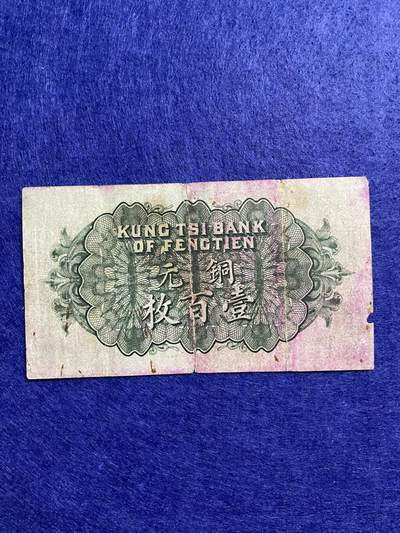 KUNG TSI BANK
OF FENGTIEN
銅元
壹百枚